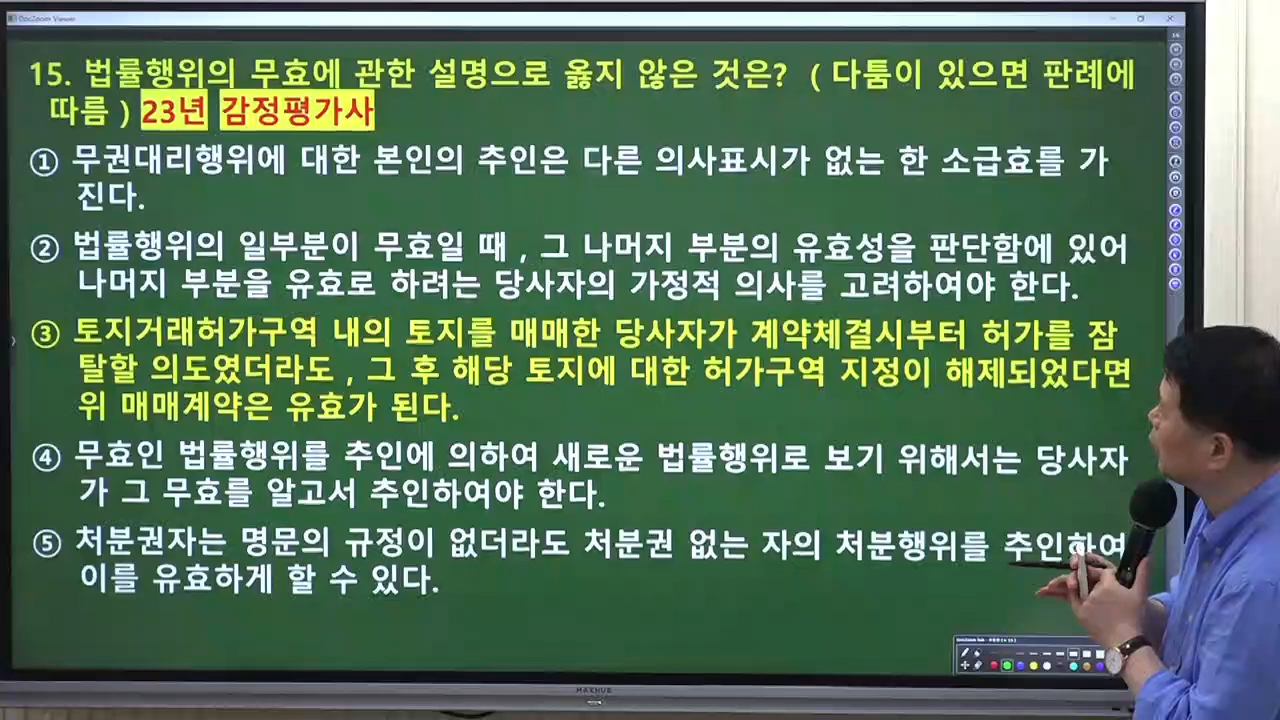 DocZoom Viewer
15. 법률행위의 무효에 관한 설명으로 옳지 않은 것은? ( 다툼이 있으면 판례에
따름 ) 23년 감정평가사
① 무권대리행위에 대한 본인의 추인은 다른 의사표시가 없는 한 소급효를 가
진다.
② 법률행위의 일부분이 무효일 때 , 그 나머지 부분의 유효성을 판단함에 있어
나머지 부분을 유효로 하려는 당사자의 가정적 의사를 고려하여야 한다.
③ 토지거래허가구역 내의 토지를 매매한 당사자가 계약체결시부터 허가를 잠
탈할 의도였더라도 , 그 후 해당 토지에 대한 허가구역 지정이 해제되었다면
위 매매계약은 유효가 된다.
④ 무효인 법률행위를 추인에 의하여 새로운 법률행위로 보기 위해서는 당사자
가 그 무효를 알고서 추인하여야 한다.
⑤ 처분권자는 명문의 규정이 없더라도 처분권 없는 자의 처분행위를 추인하여
이를 유효하게 할 수 있다.
MAXHUB